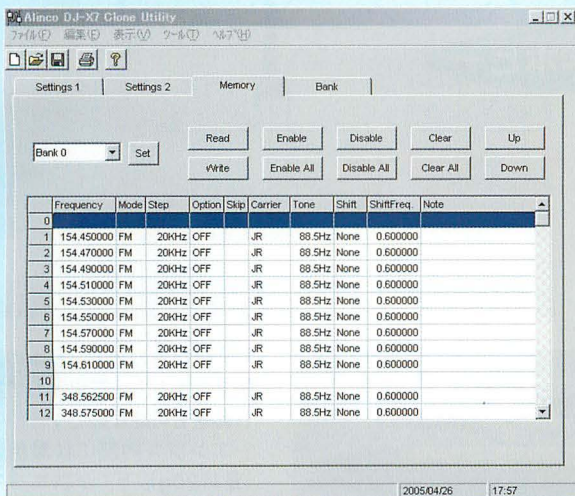 Alinco DJ-X7 Clone Utility
ファイル(F) 編集(E) 表示(V) ツール(T) ヘルプ(H)
Settings 1 Settings 2 Memory Bank
Bank 0 Set
Read Enable Disable Clear Up
Write Enable All Disable All Clear All Down
Frequency Mode Step Option Skip Carrier Tone Shift ShiftFreq. Note
0
1 154.450000 FM 20KHz OFF JR 88.5Hz None 0.600000
2 154.470000 FM 20KHz OFF JR 88.5Hz None 0.600000
3 154.490000 FM 20KHz OFF JR 88.5Hz None 0.600000
4 154.510000 FM 20KHz OFF JR 88.5Hz None 0.600000
5 154.530000 FM 20KHz OFF JR 88.5Hz None 0.600000
6 154.550000 FM 20KHz OFF JR 88.5Hz None 0.600000
7 154.570000 FM 20KHz OFF JR 88.5Hz None 0.600000
8 154.590000 FM 20KHz OFF JR 88.5Hz None 0.600000
9 154.610000 FM 20KHz OFF JR 88.5Hz None 0.600000
10
11 348.562500 FM 20KHz OFF JR 88.5Hz None 0.600000
12 348.575000 FM 20KHz OFF JR 88.5Hz None 0.600000
2005/04/26 17:57